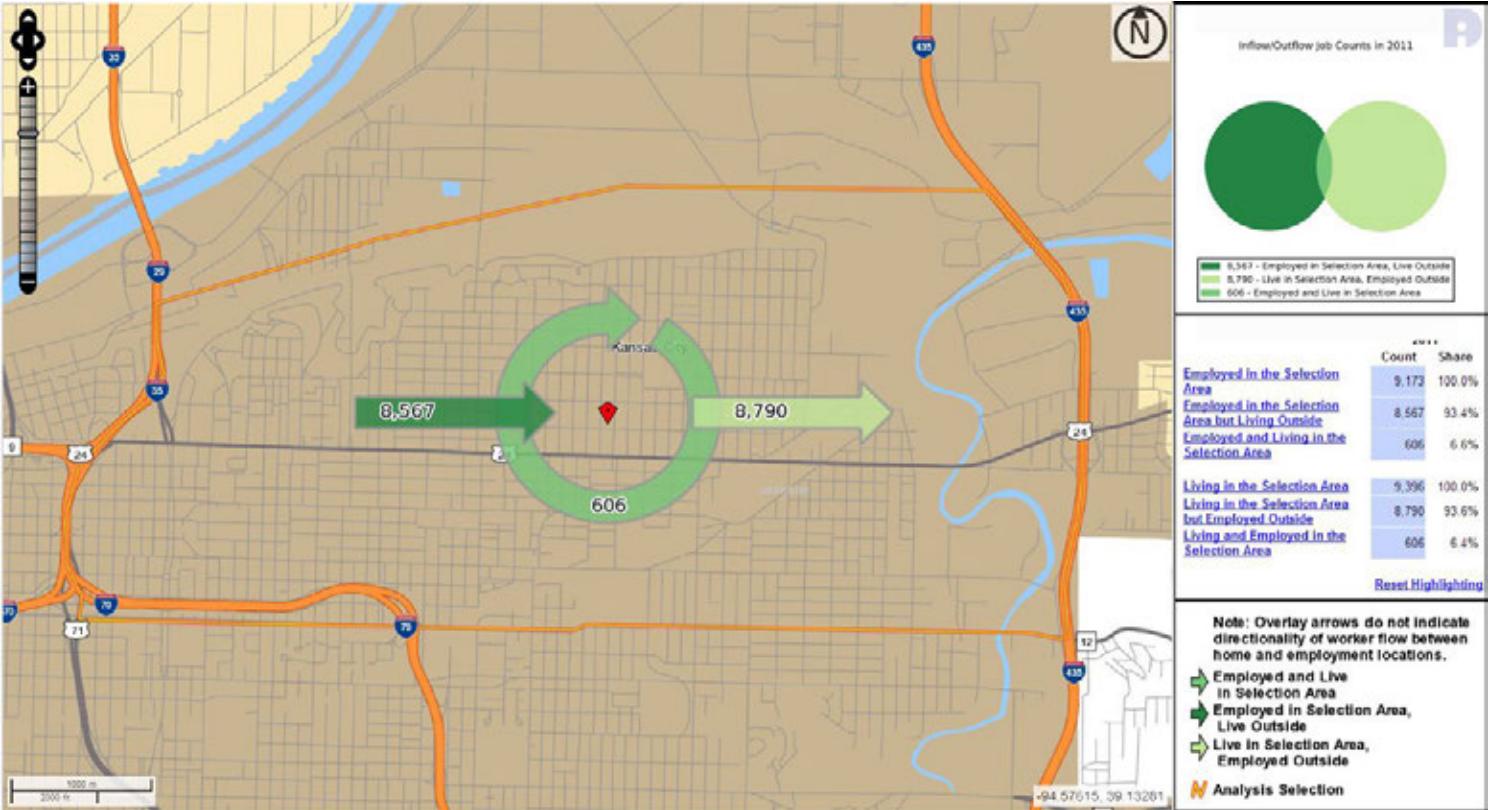 N
35
435
29
435
35
9
24
24
24
Kansas City
8,567
8,790
606
70
70
70
71
12
435
1000 m
2000 ft
-94.57615, 39.13281
Inflow/Outflow Job Counts in 2011
8,567 - Employed in Selection Area, Live Outside
8,790 - Live in Selection Area, Employed Outside
606 - Employed and Live in Selection Area
2011
Count Share
Employed in the Selection Area 9,173 100.0%
Employed in the Selection Area but Living Outside 8,567 93.4%
Employed and Living in the Selection Area 606 6.6%
Living in the Selection Area 9,396 100.0%
Living in the Selection Area but Employed Outside 8,790 93.6%
Living and Employed in the Selection Area 606 6.4%
Reset Highlighting
Note: Overlay arrows do not indicate
directionality of worker flow between
home and employment locations.
Employed and Live
in Selection Area
Employed in Selection Area,
Live Outside
Live in Selection Area,
Employed Outside
Analysis Selection